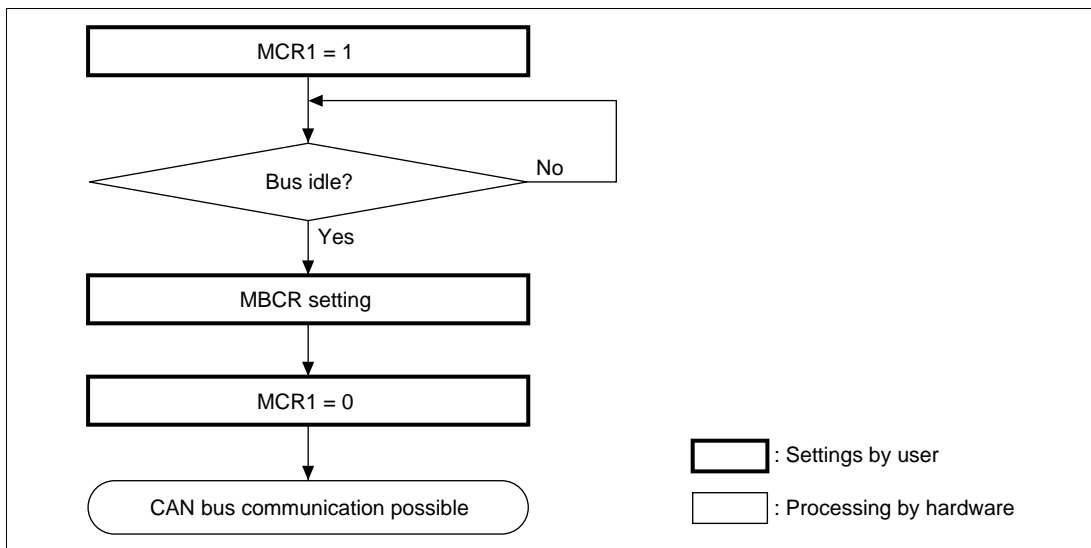 MCR1 = 1
Bus idle?
No
Yes
MBCR setting
MCR1 = 0
CAN bus communication possible
: Settings by user
: Processing by hardware